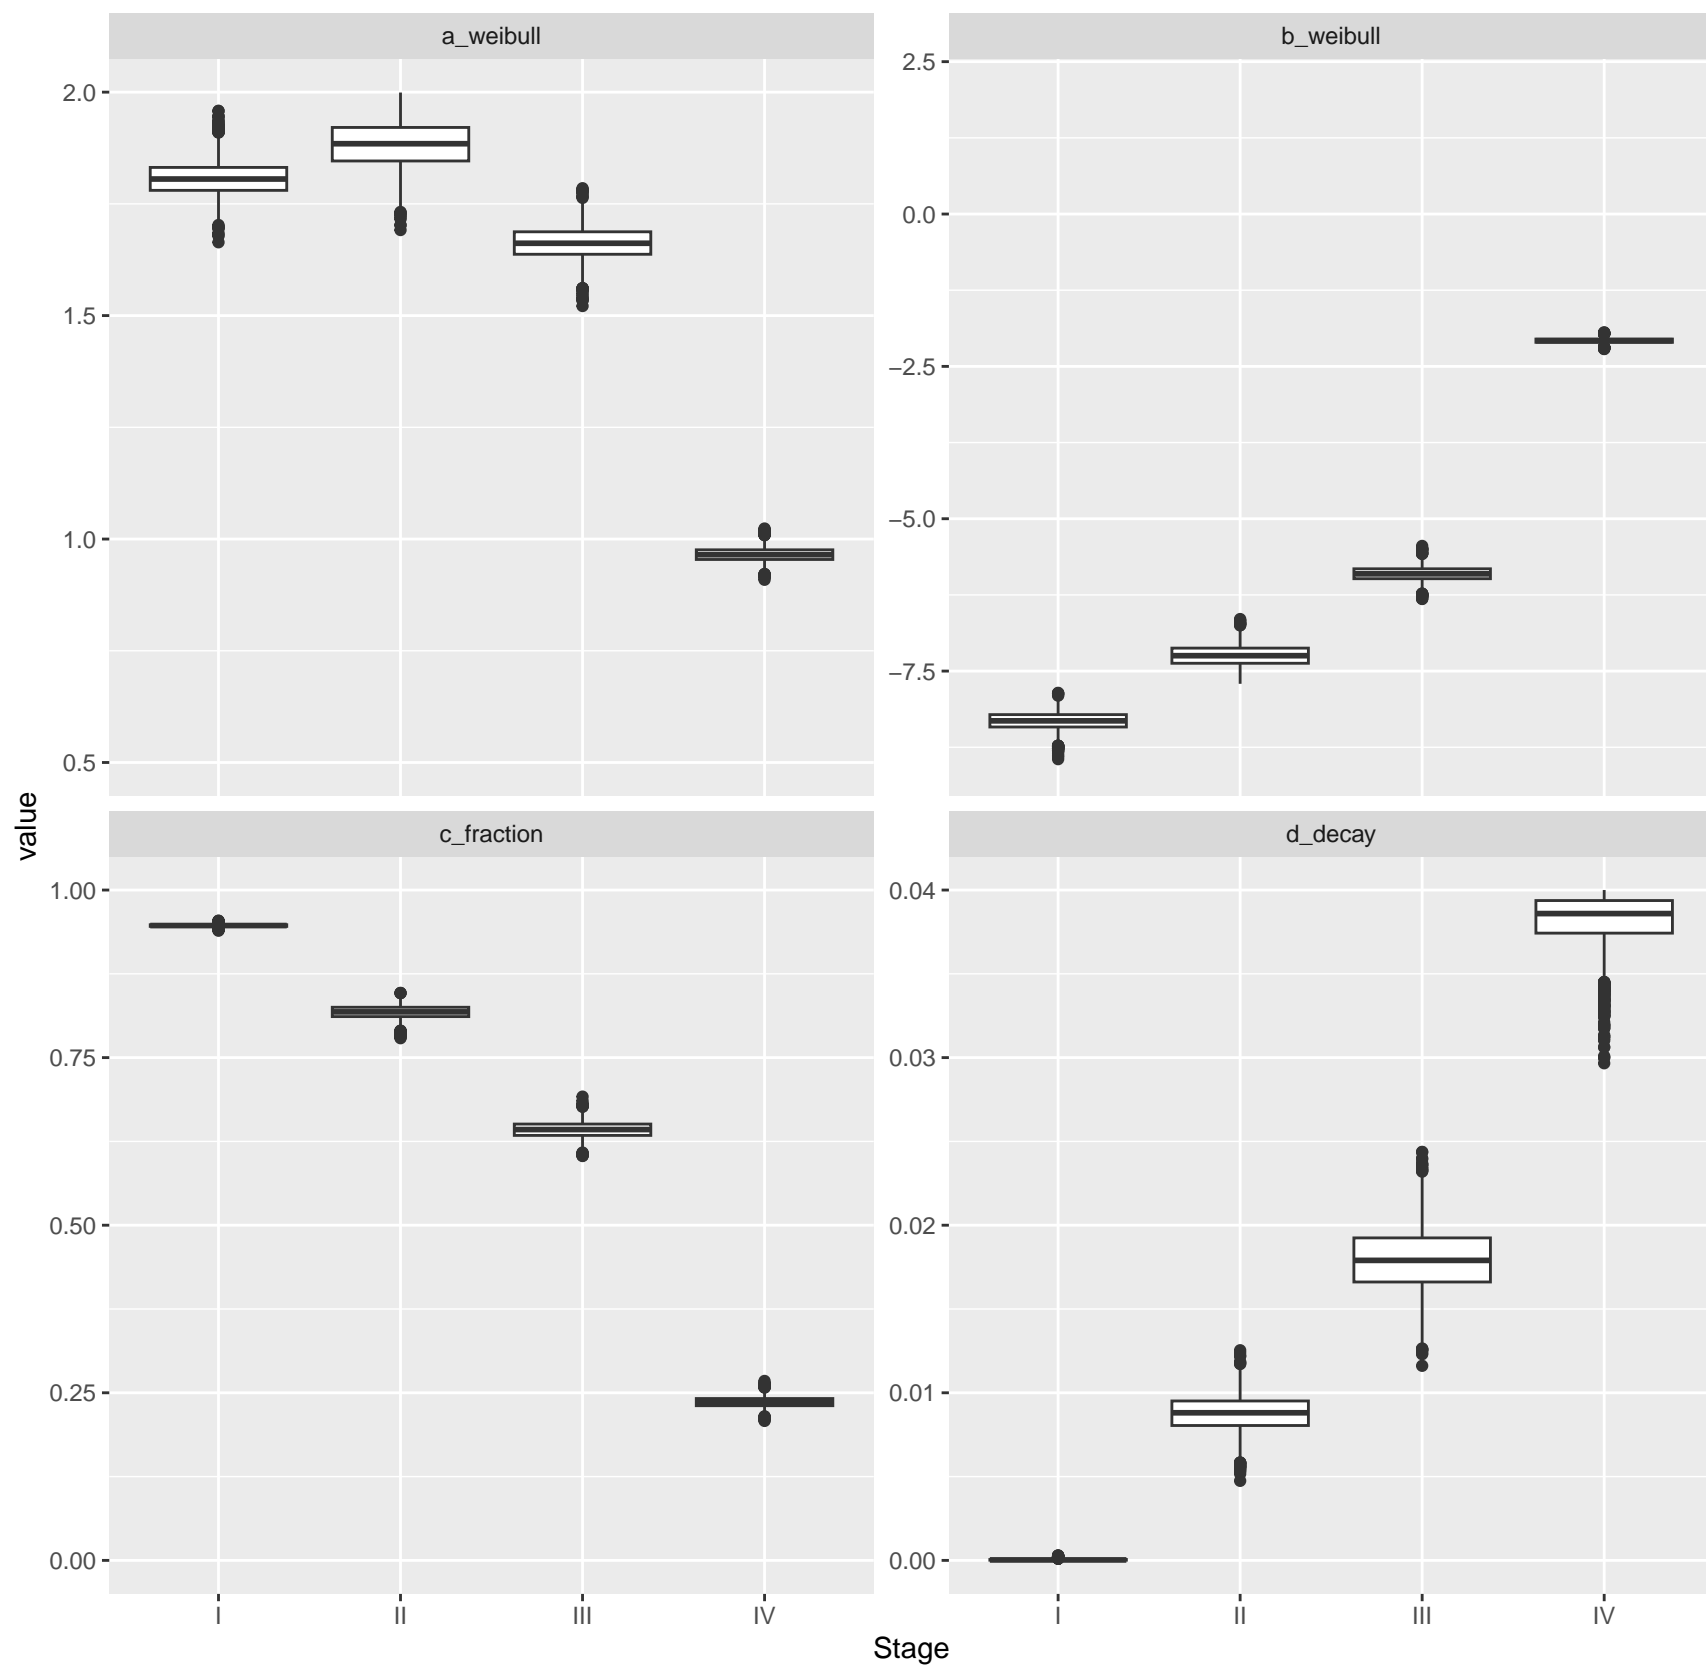 a_weibull
b_weibull
2.0
1.5
1.0
0.5
2.5
0.0
−2.5
−5.0
−7.5
value
c_fraction
d_decay
1.00
0.75
0.50
0.25
0.00
0.04
0.03
0.02
0.01
0.00
I II III IV
I II III IV
Stage